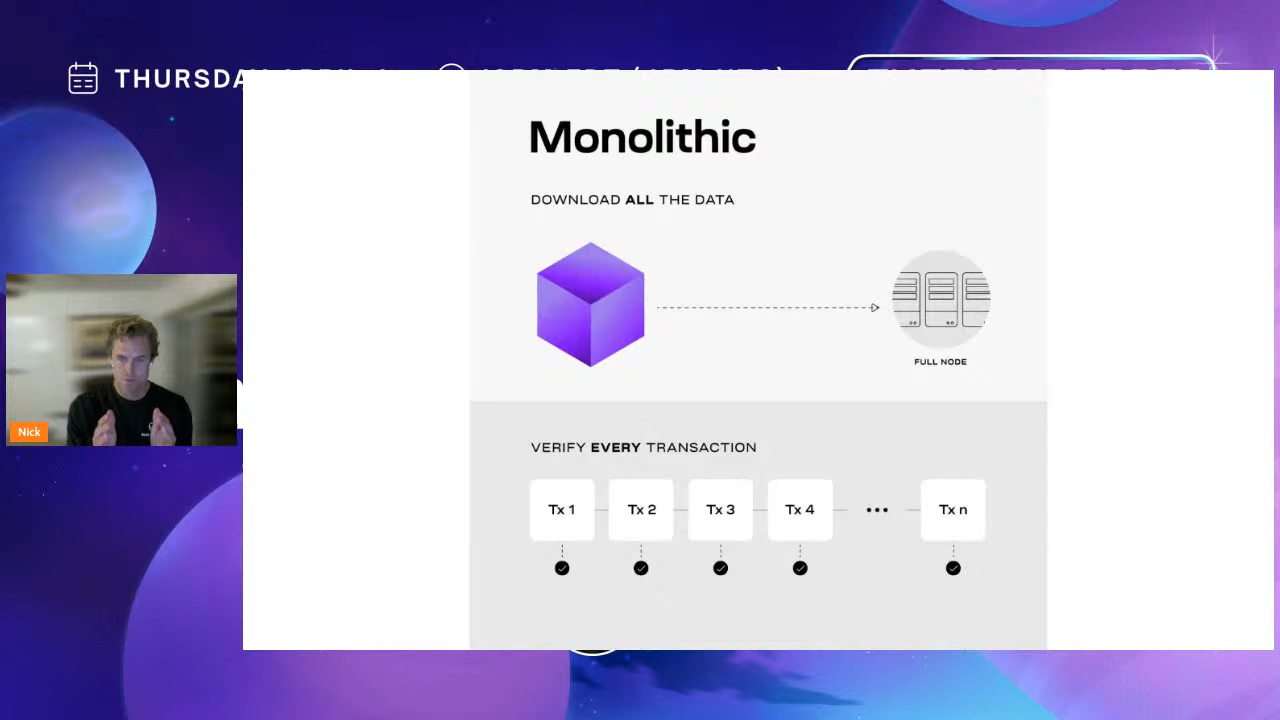 THURSDA
Monolithic
DOWNLOAD ALL THE DATA
FULL NODE
Nick
VERIFY EVERY TRANSACTION
Tx 1
Tx 2
Tx 3
Tx 4
•••
Tx n